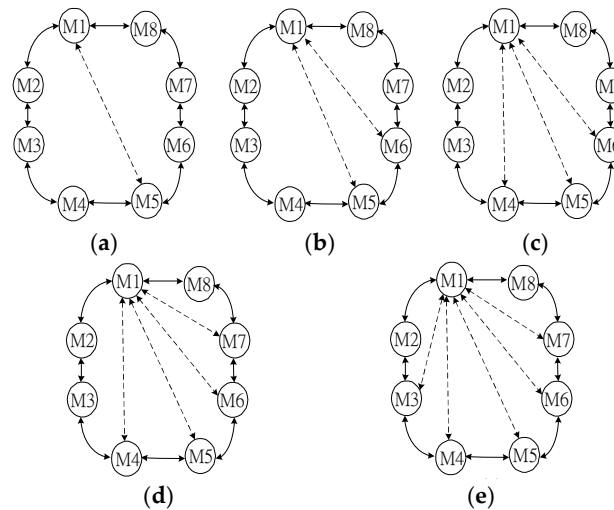 M1 M8 M1 M8 M1 M8
M2 M7 M2 M7 M2
M3 M6 M3 M6 M3 M6
M4 M5 M4 M5 M4 M5
(a) (b) (c)
M1 M8 M1 M8
M2 M7 M2 M7
M3 M6 M3 M6
M4 M5 M4 M5
(d) (e)